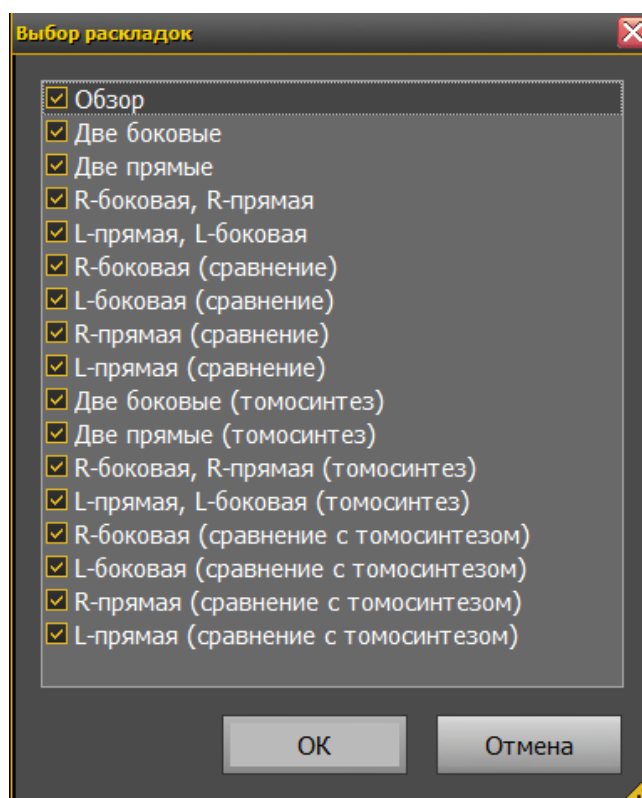 Выбор раскладок
Обзор
Две боковые
Две прямые
R-боковая, R-прямая
L-прямая, L-боковая
R-боковая (сравнение)
L-боковая (сравнение)
R-прямая (сравнение)
L-прямая (сравнение)
Две боковые (томосинтез)
Две прямые (томосинтез)
R-боковая, R-прямая (томосинтез)
L-прямая, L-боковая (томосинтез)
R-боковая (сравнение с томосинтезом)
L-боковая (сравнение с томосинтезом)
R-прямая (сравнение с томосинтезом)
L-прямая (сравнение с томосинтезом)
OK Отмена